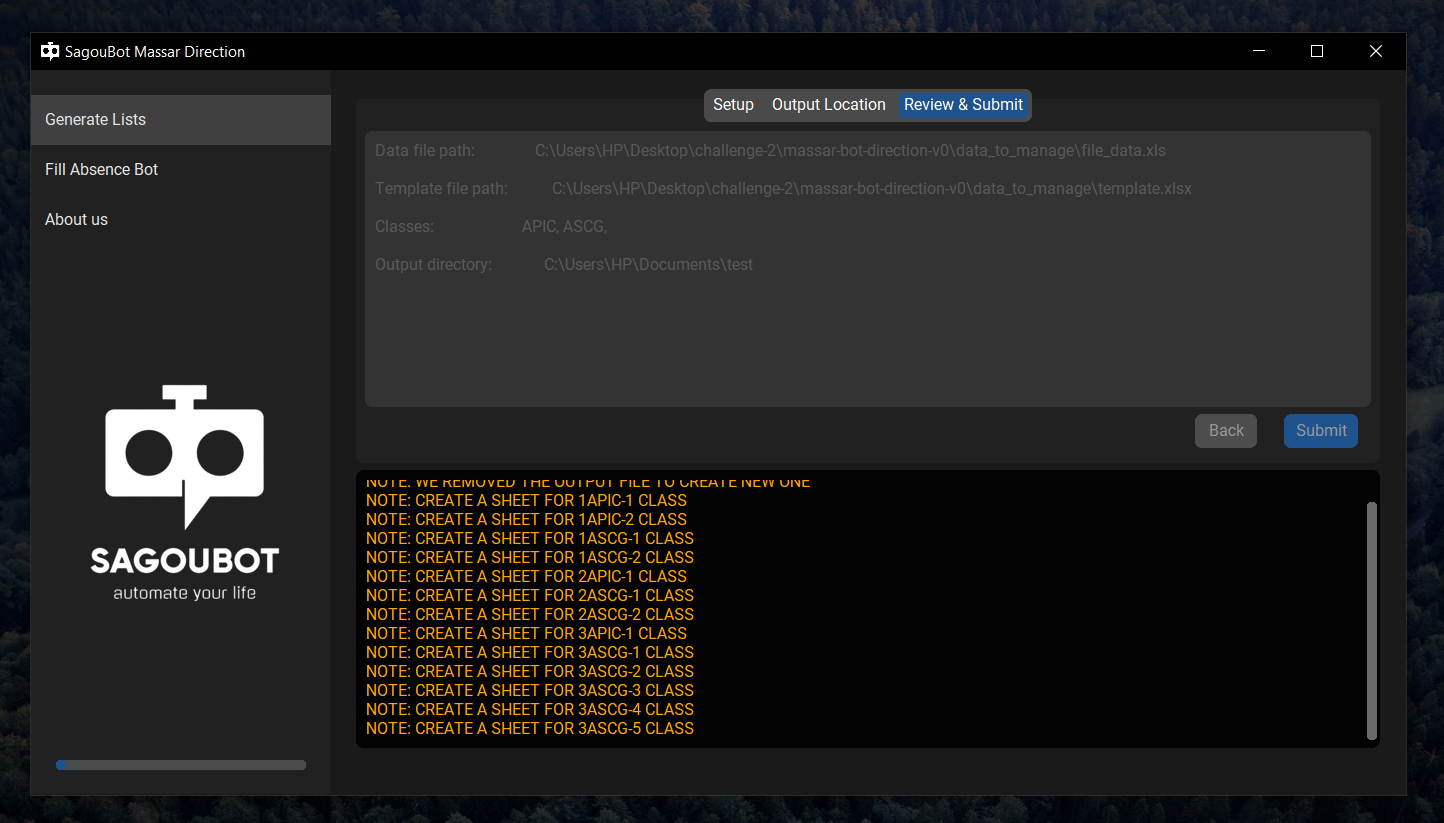 SagouBot Massar Direction
Generate Lists
Fill Absence Bot
About us
SAGOUBOT
automate your life
Setup Output Location Review & Submit
Data file path: C:\Users\HP\Desktop\challenge-2\massar-bot-direction-v0\data_to_manage\file_data.xls
Template file path: C:\Users\HP\Desktop\challenge-2\massar-bot-direction-v0\data_to_manage\template.xlsx
Classes: APIC, ASCG,
Output directory: C:\Users\HP\Documents\test
Back Submit
NOTE: WE REMOVED THE OUTPUT FILE TO CREATE NEW ONE
NOTE: CREATE A SHEET FOR 1APIC-1 CLASS
NOTE: CREATE A SHEET FOR 1APIC-2 CLASS
NOTE: CREATE A SHEET FOR 1ASCG-1 CLASS
NOTE: CREATE A SHEET FOR 1ASCG-2 CLASS
NOTE: CREATE A SHEET FOR 2APIC-1 CLASS
NOTE: CREATE A SHEET FOR 2ASCG-1 CLASS
NOTE: CREATE A SHEET FOR 2ASCG-2 CLASS
NOTE: CREATE A SHEET FOR 3APIC-1 CLASS
NOTE: CREATE A SHEET FOR 3ASCG-1 CLASS
NOTE: CREATE A SHEET FOR 3ASCG-2 CLASS
NOTE: CREATE A SHEET FOR 3ASCG-3 CLASS
NOTE: CREATE A SHEET FOR 3ASCG-4 CLASS
NOTE: CREATE A SHEET FOR 3ASCG-5 CLASS